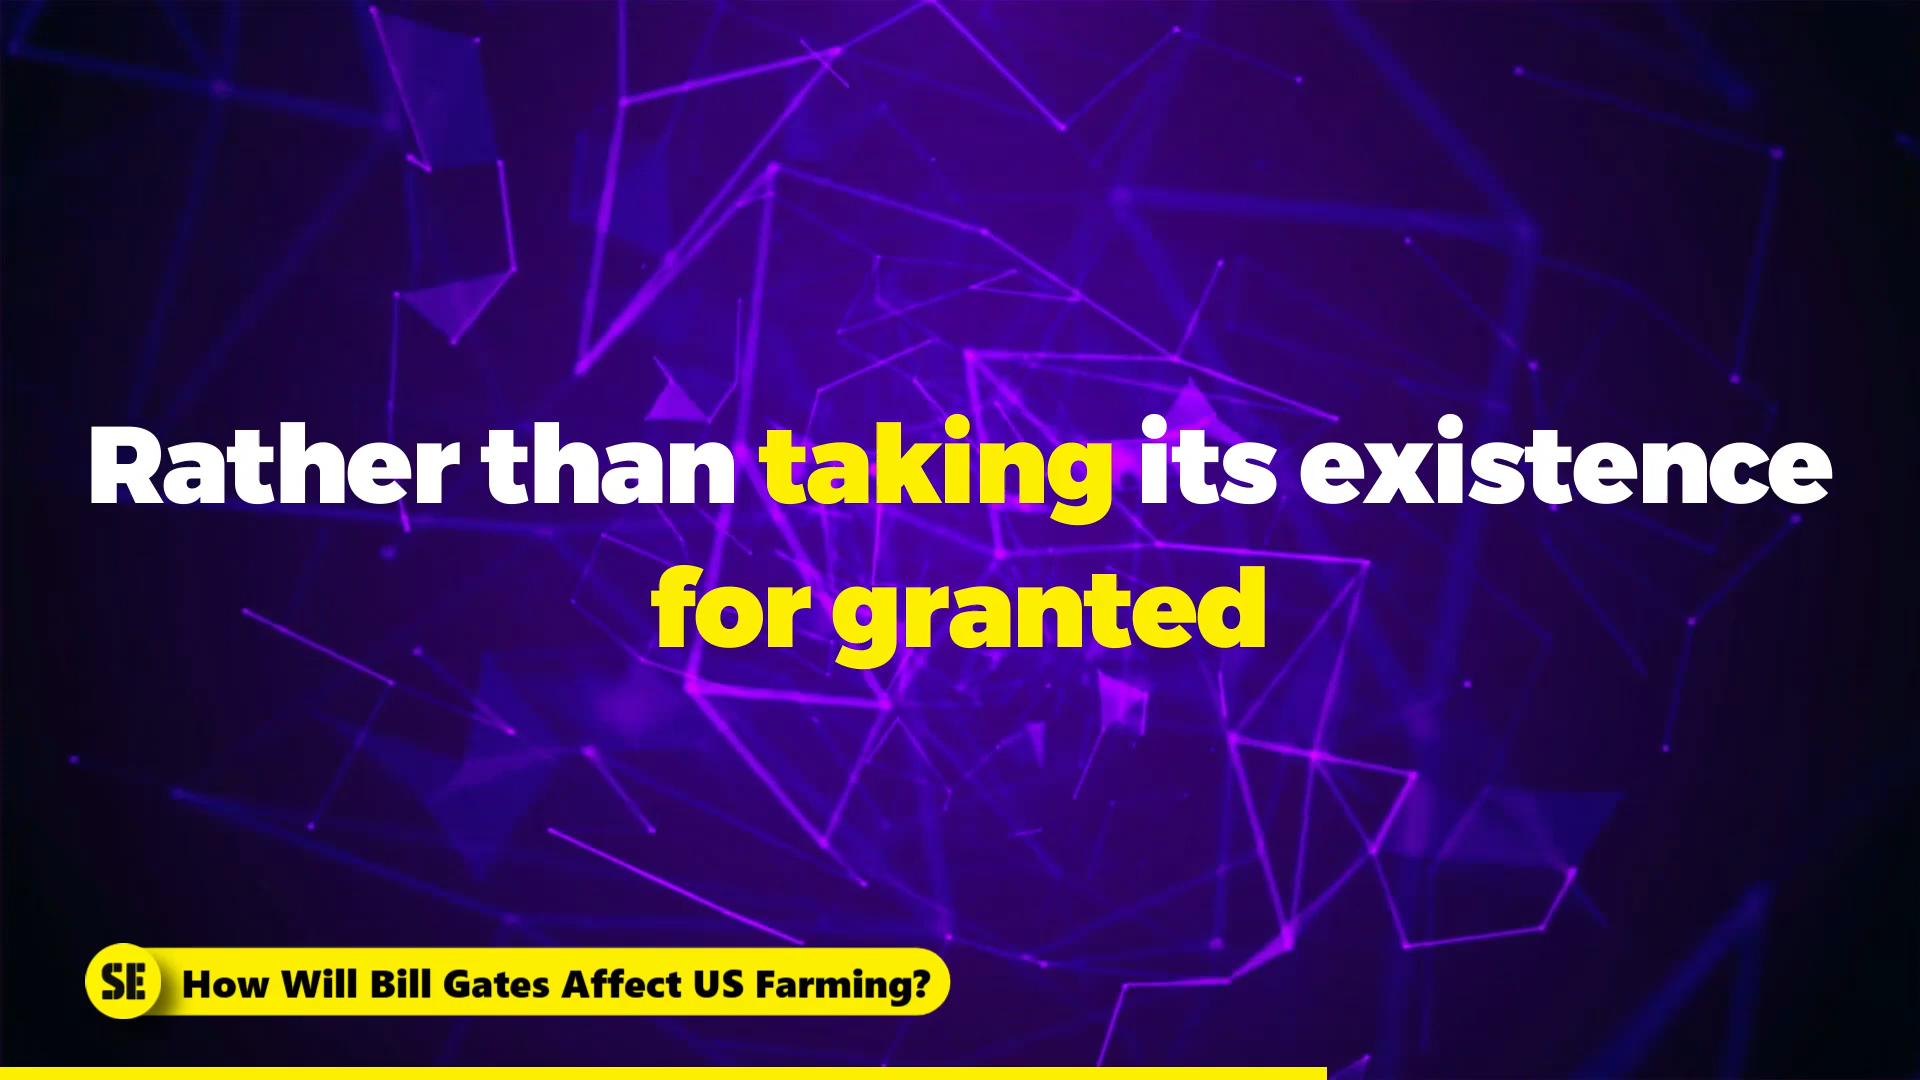 Rather than taking its existence
for granted
SE How Will Bill Gates Affect US Farming?